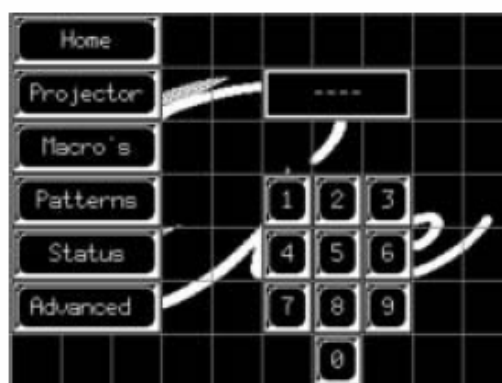 Home
Projector
----
Macro's
Patterns
1 2 3
Status
4 5 6
Advanced
7 8 9
0